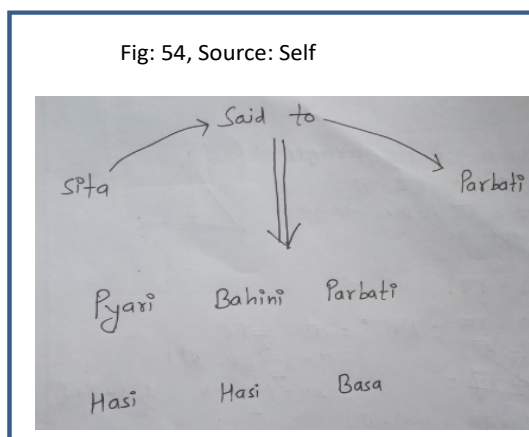 Fig: 54, Source: Self
Said to
Sita
Parbati
Pyari Bahini Parbati
Hasi Hasi Basa